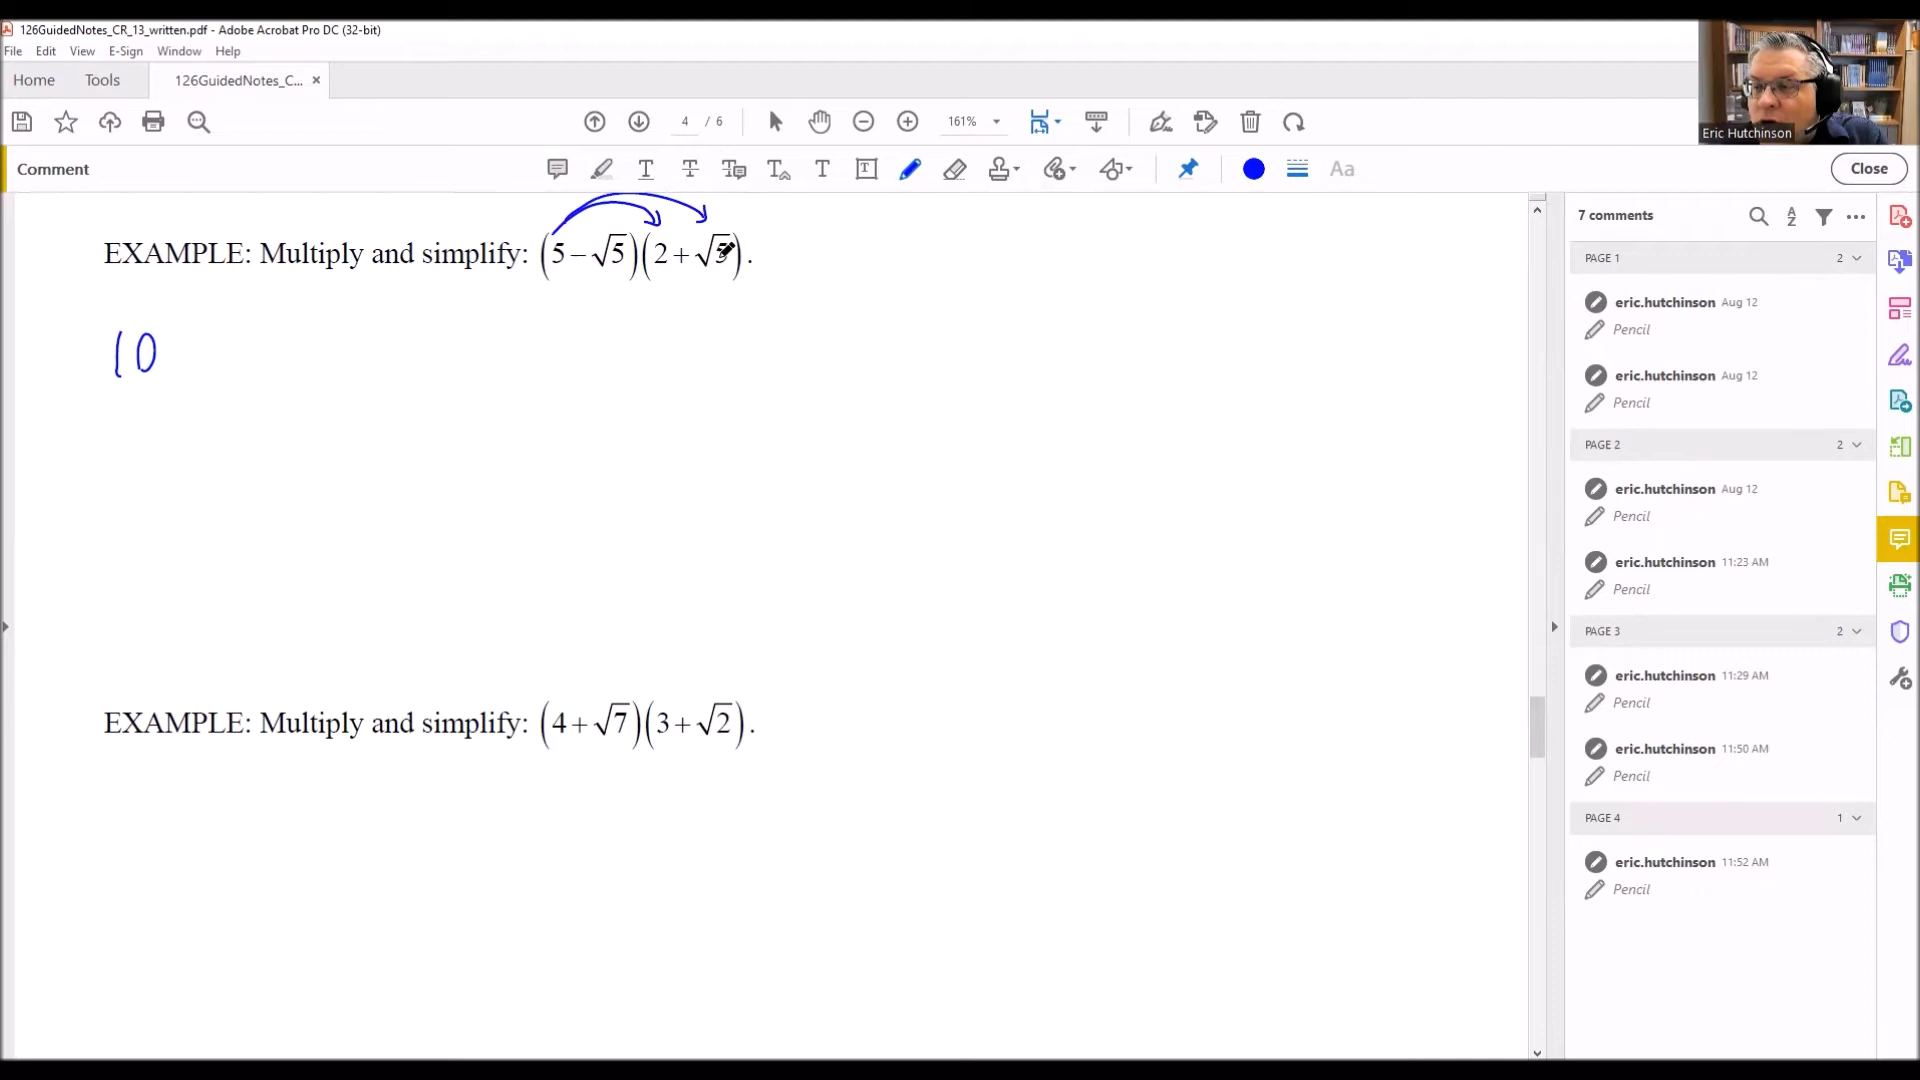 126GuidedNotes_CR_13_written.pdf - Adobe Acrobat Pro DC (32-bit)
File Edit View E-Sign Window Help
Home Tools 126GuidedNotes_C... ×
4 / 6 161%
Eric Hutchinson
Comment
Aa
Close
EXAMPLE: Multiply and simplify: (5−√5)(2+√5).
10
EXAMPLE: Multiply and simplify: (4+√7)(3+√2).
7 comments
PAGE 1 2
eric.hutchinson Aug 12
Pencil
eric.hutchinson Aug 12
Pencil
PAGE 2 2
eric.hutchinson Aug 12
Pencil
eric.hutchinson 11:23 AM
Pencil
PAGE 3 2
eric.hutchinson 11:29 AM
Pencil
eric.hutchinson 11:50 AM
Pencil
PAGE 4 1
eric.hutchinson 11:52 AM
Pencil